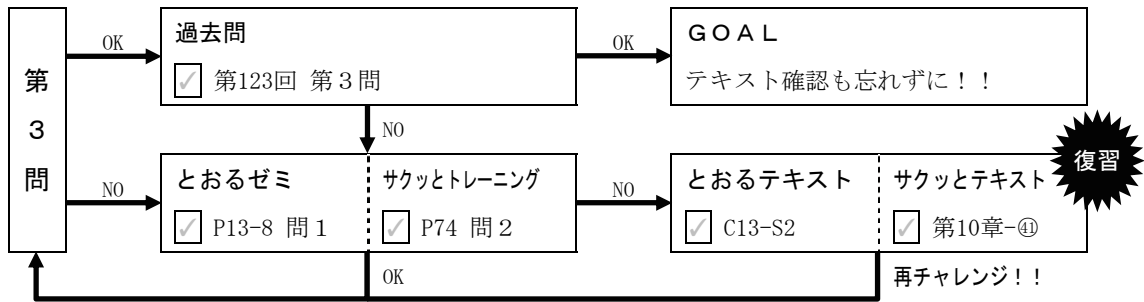 第3問
OK
過去問
✓ 第123回 第3問
OK
GOAL
テキスト確認も忘れずに!!
NO
NO
とおるゼミ
✓ P13-8 問1
サクッとトレーニング
✓ P74 問2
NO
とおるテキスト
✓ C13-S2
サクッとテキスト
✓ 第10章-㊶
復習
OK
再チャレンジ!!